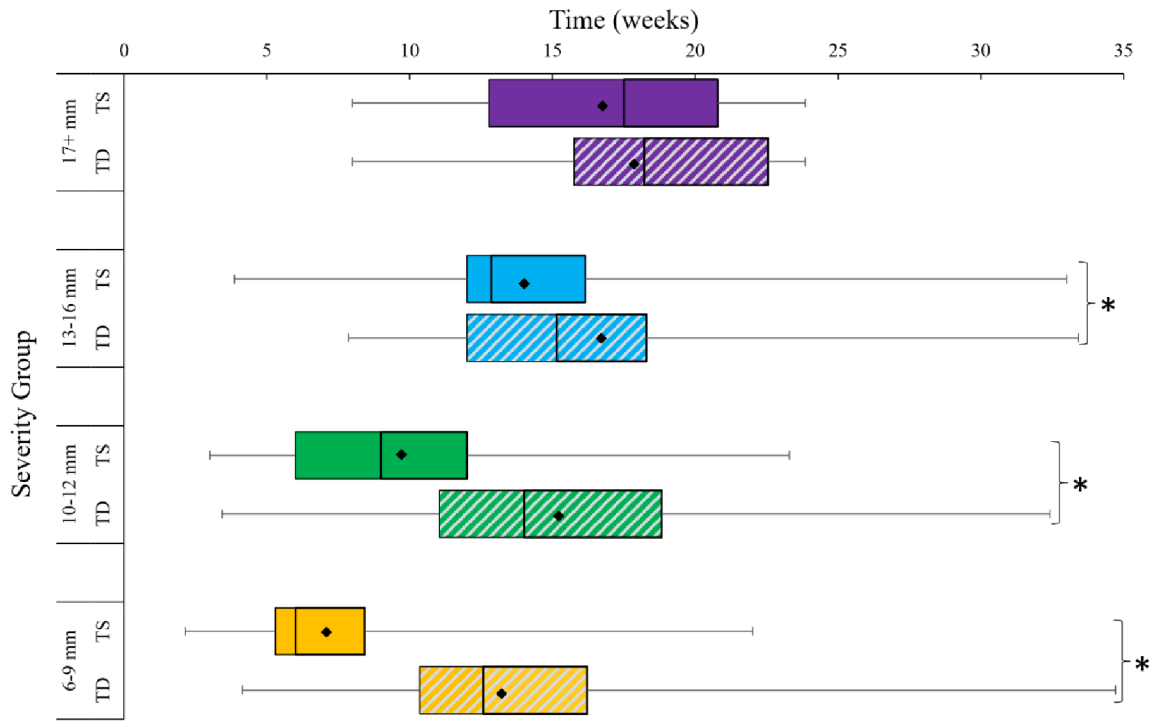 Time (weeks)
0 5 10 15 20 25 30 35
Severity Group
17+ mm
TS
TD
13-16 mm
TS
TD
*
10-12 mm
TS
TD
*
6-9 mm
TS
TD
*